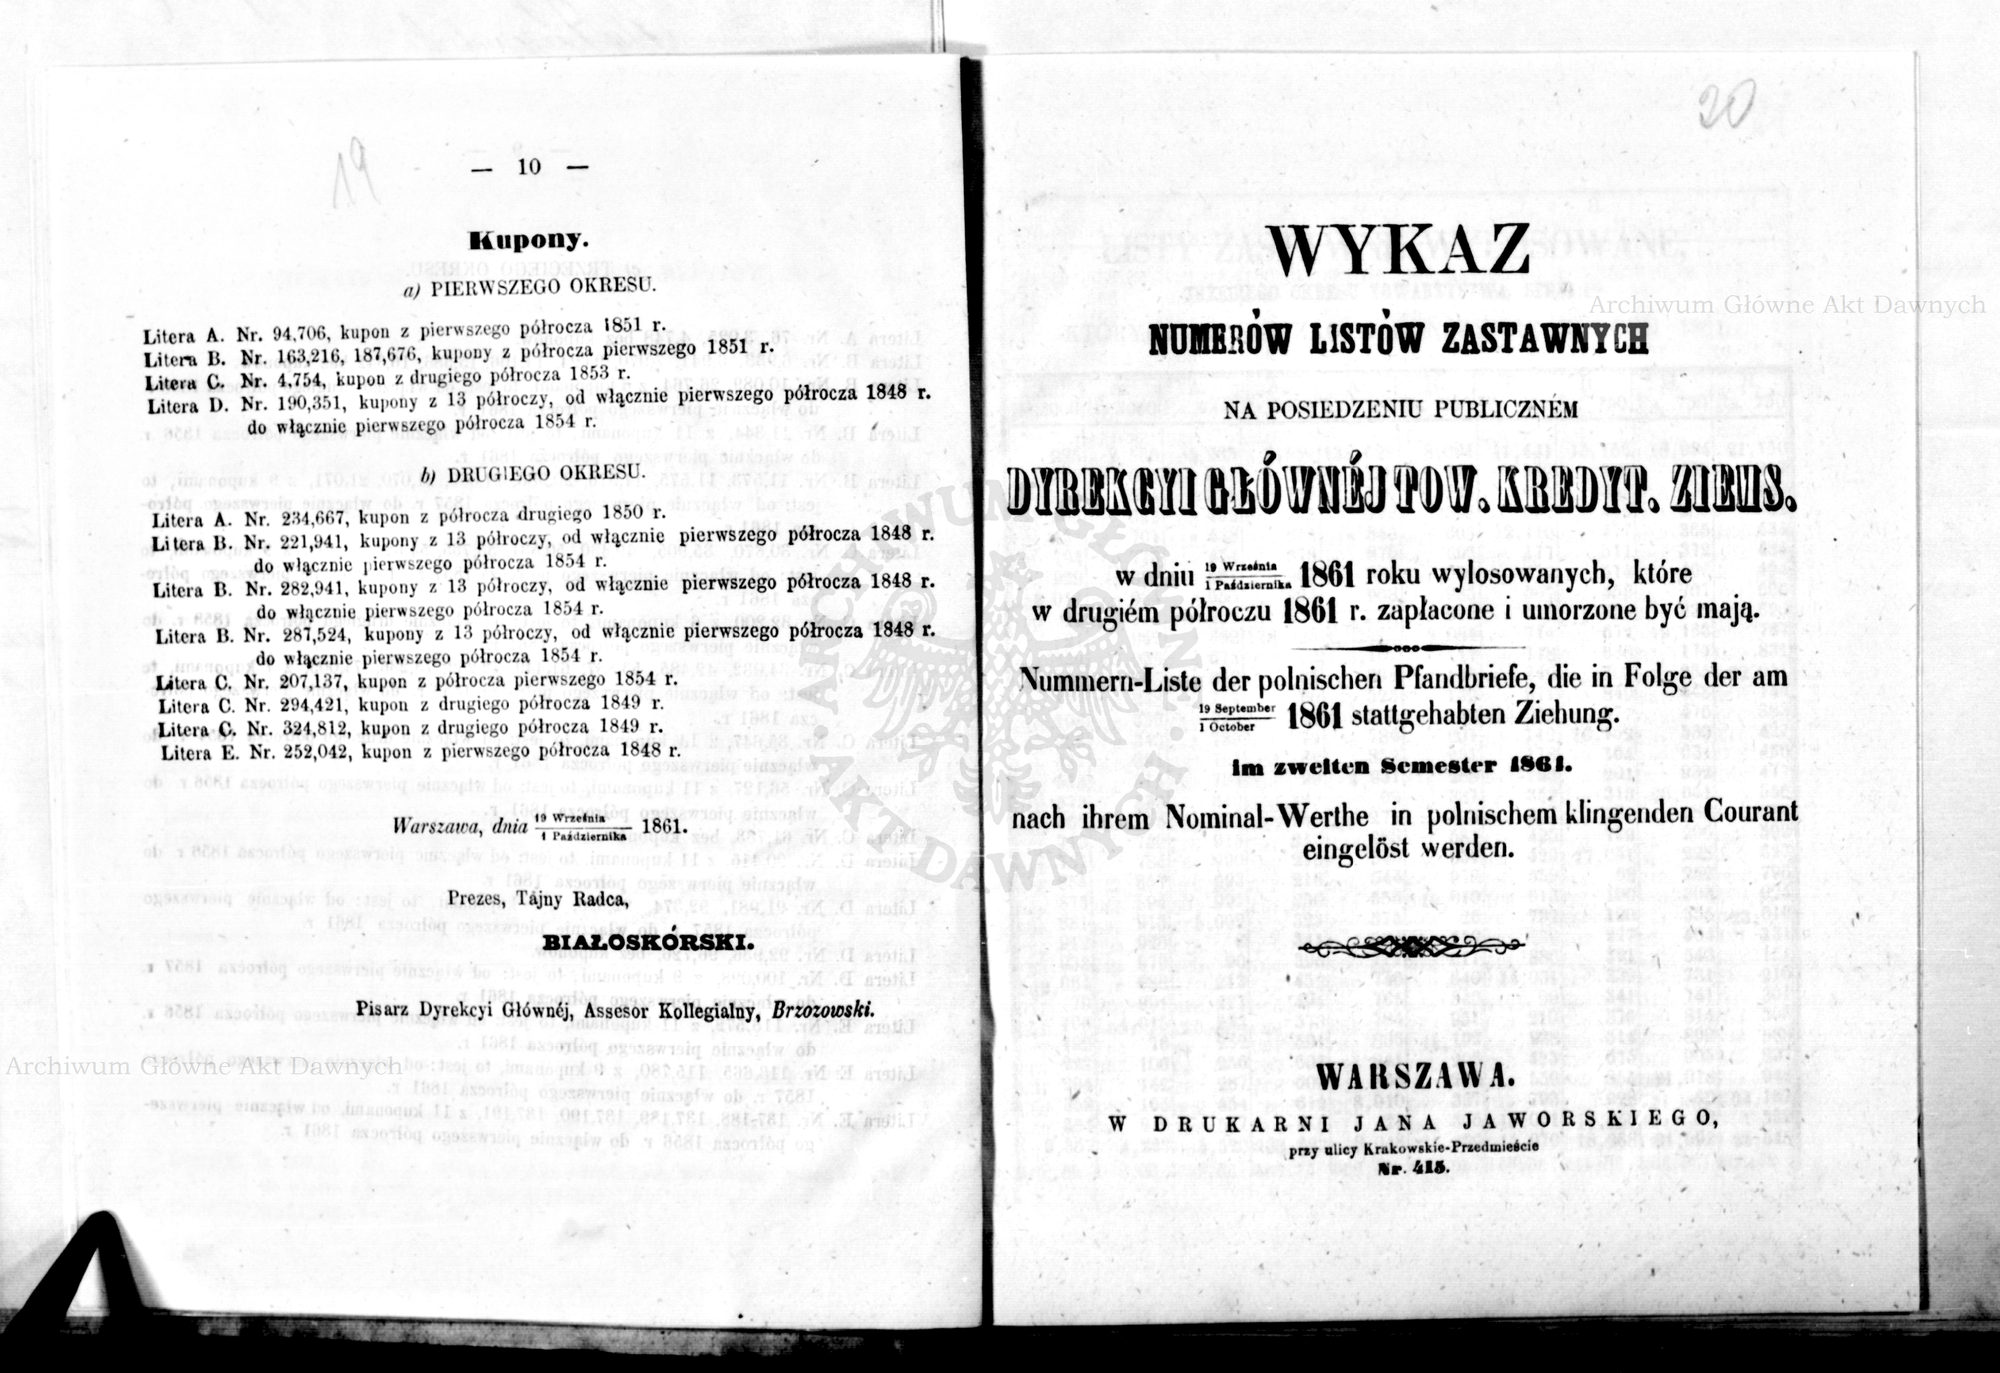 19
— 10 —
Kupony.
a) PIERWSZEGO OKRESU.
Litera A. Nr. 94,706, kupon z pierwszego półrocza 1851 r.
Litera B. Nr. 163,216, 187,676, kupony z półrocza pierwszego 1851 r.
Litera C. Nr. 4,754, kupon z drugiego półrocza 1853 r.
Litera D. Nr. 190,351, kupony z 13 półroczy, od włącznie pierwszego półrocza 1848 r.
do włącznie pierwszego półrocza 1854 r.
b) DRUGIEGO OKRESU.
Litera A. Nr. 234,667, kupon z półrocza drugiego 1850 r.
Litera B. Nr. 221,941, kupony z 13 półroczy, od włącznie pierwszego półrocza 1848 r.
do włącznie pierwszego półrocza 1854 r.
Litera B. Nr. 282,941, kupony z 13 półroczy, od włącznie pierwszego półrocza 1848 r.
do włącznie pierwszego półrocza 1854 r.
Litera B. Nr. 287,524, kupony z 13 półroczy, od włącznie pierwszego półrocza 1848 r.
do włącznie pierwszego półrocza 1854 r.
Litera C. Nr. 207,137, kupon z półrocza pierwszego 1854 r.
Litera C. Nr. 294,421, kupon z drugiego półrocza 1849 r.
Litera C. Nr. 324,812, kupon z drugiego półrocza 1849 r.
Litera E. Nr. 252,042, kupon z pierwszego półrocza 1848 r.
Warszawa, dnia 19 Września / 1 Października 1861.
Prezes, Tajny Radca,
BIAŁOSKÓRSKI.
Pisarz Dyrekcyi Głównéj, Assesor Kollegialny, Brzozowski.
Archiwum Główne Akt Dawnych
20
WYKAZ
Archiwum Główne Akt Dawnych
NUMERÓW LISTÓW ZASTAWNYCH
NA POSIEDZENIU PUBLICZNÉM
DYREKCYI GŁÓWNÉJ TOW. KREDYT. ZIEMS.
w dniu 19 Września / 1 Października 1861 roku wylosowanych, które
w drugiém półroczu 1861 r. zapłacone i umorzone być mają.
Nummern-Liste der polnischen Pfandbriefe, die in Folge der am
19 September / 1 October 1861 stattgehabten Ziehung.
im zweiten Semester 1861.
nach ihrem Nominal-Werthe in polnischem klingenden Courant
eingelöst werden.
WARSZAWA.
W DRUKARNI JANA JAWORSKIEGO,
przy ulicy Krakowskie-Przedmieście
Nr. 415.
ARCHIWUM GŁÓWNE AKT DAWNYCH